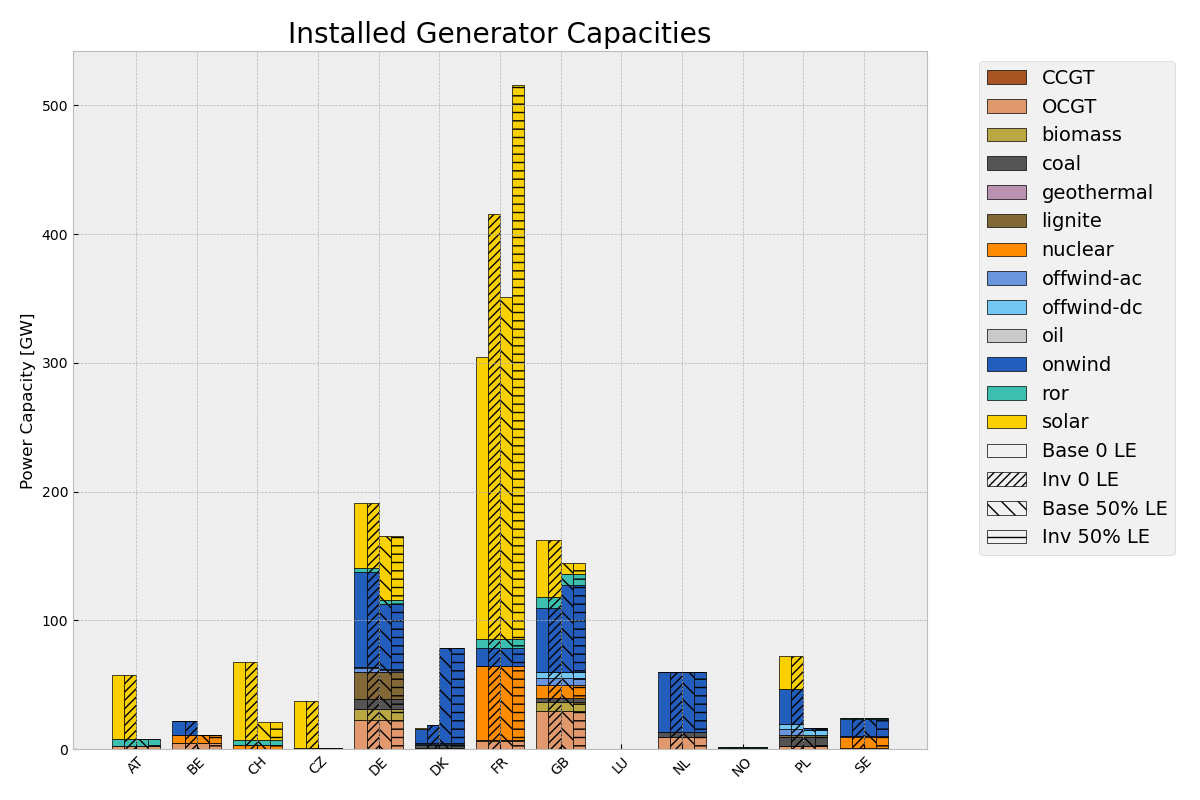 Installed Generator Capacities
Power Capacity [GW]
500
400
300
200
100
0
AT
BE
CH
CZ
DE
DK
FR
GB
LU
NL
NO
PL
SE
CCGT
OCGT
biomass
coal
geothermal
lignite
nuclear
offwind-ac
offwind-dc
oil
onwind
ror
solar
Base 0 LE
Inv 0 LE
Base 50% LE
Inv 50% LE